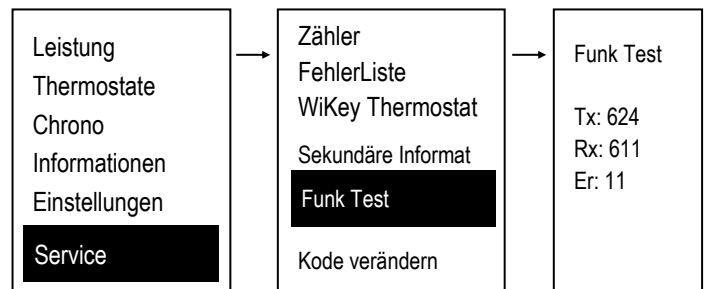 Leistung
Thermostate
Chrono
Informationen
Einstellungen
Service
Zähler
FehlerListe
WiKey Thermostat
Sekundäre Informat
Funk Test
Kode verändern
Funk Test
Tx: 624
Rx: 611
Er: 11